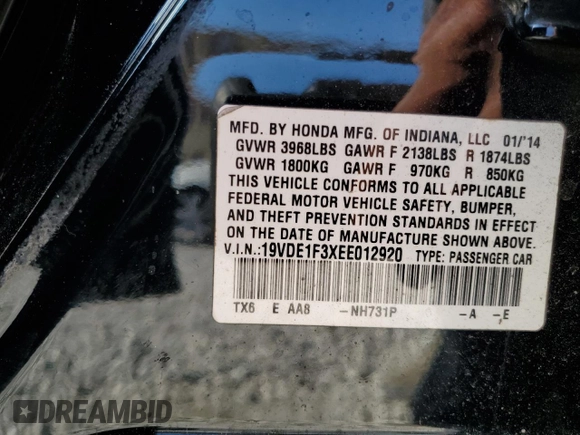 MFD. BY HONDA MFG. OF INDIANA, LLC 01/'14
GVWR 3968LBS GAWR F 2138LBS R 1874LBS
GVWR 1800KG GAWR F 970KG R 850KG
THIS VEHICLE CONFORMS TO ALL APPLICABLE
FEDERAL MOTOR VEHICLE SAFETY, BUMPER,
AND THEFT PREVENTION STANDARDS IN EFFECT
ON THE DATE OF MANUFACTURE SHOWN ABOVE.
V.I.N.:19VDE1F3XEE012920 TYPE: PASSENGER CAR
TX6 E AA8 -NH731P -A -E
DREAMBID